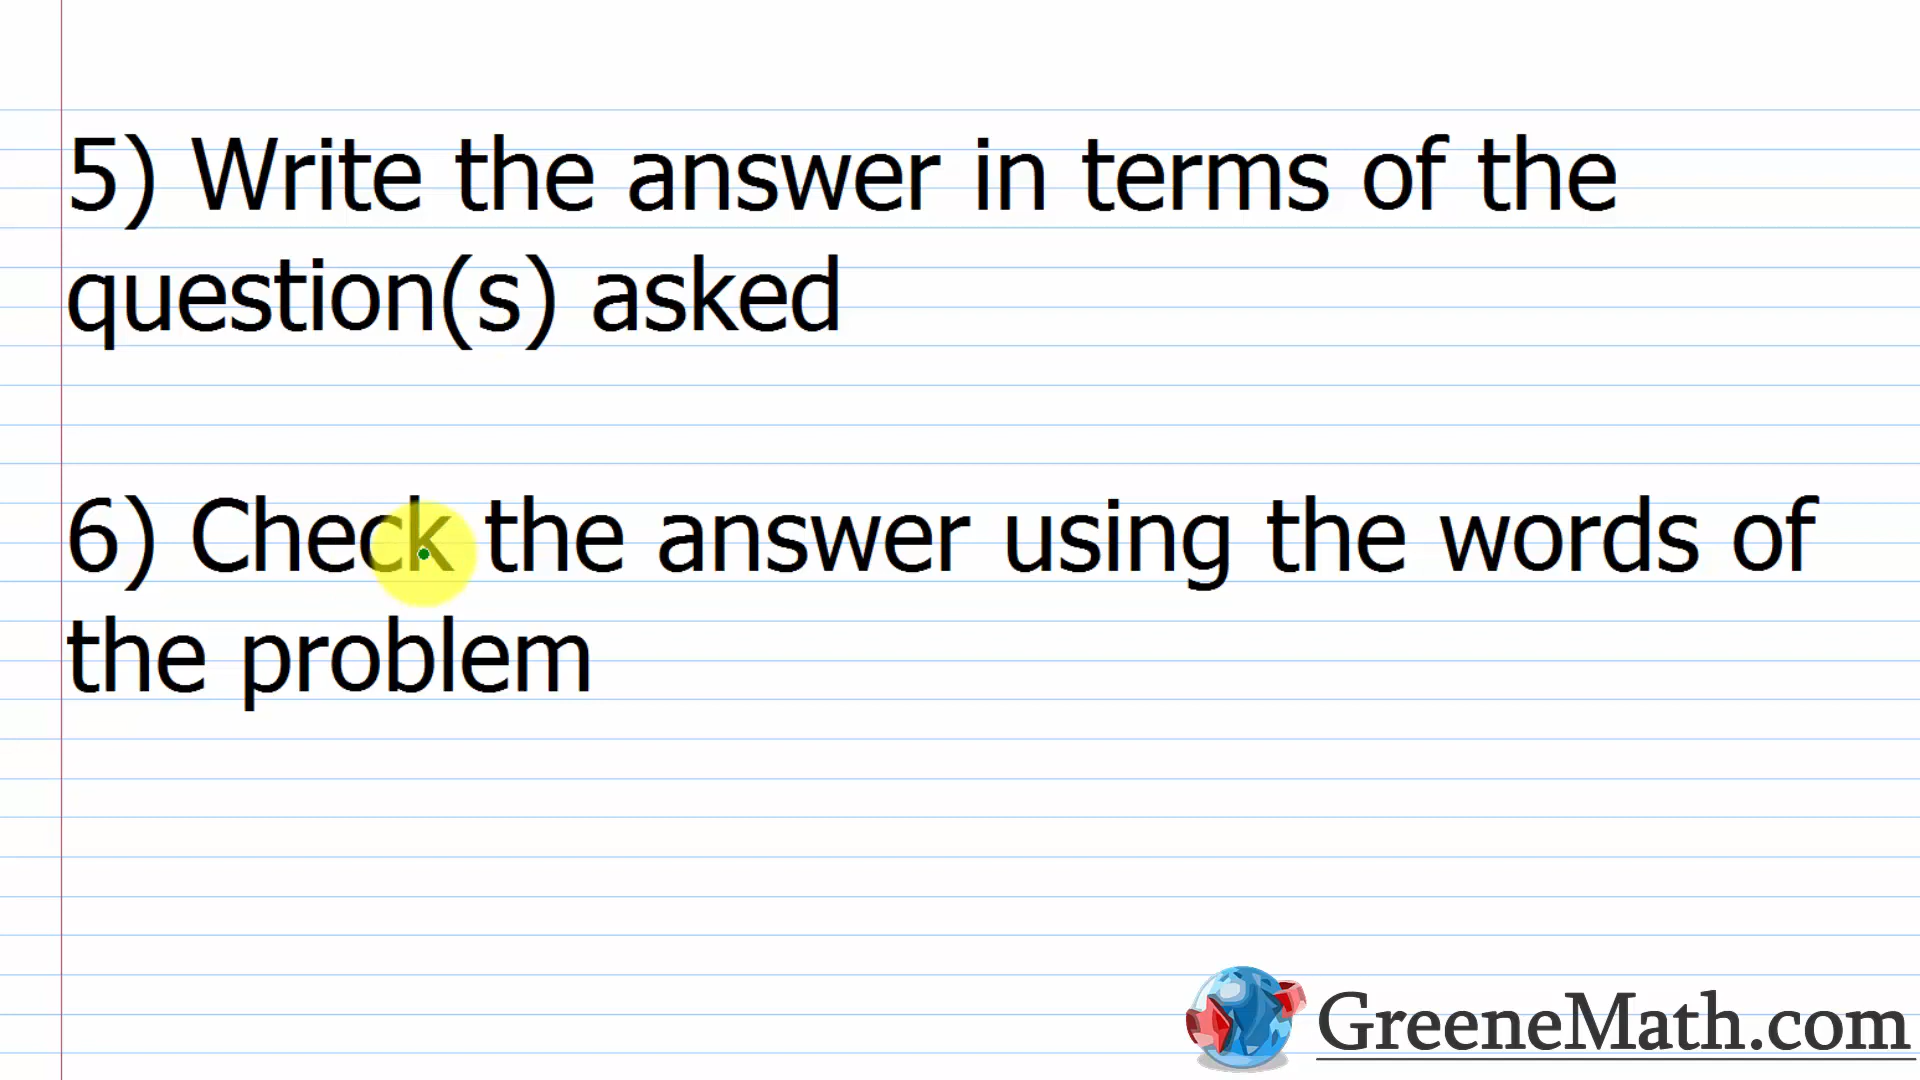 5) Write the answer in terms of the
question(s) asked
6) Check the answer using the words of
the problem
GreeneMath.com